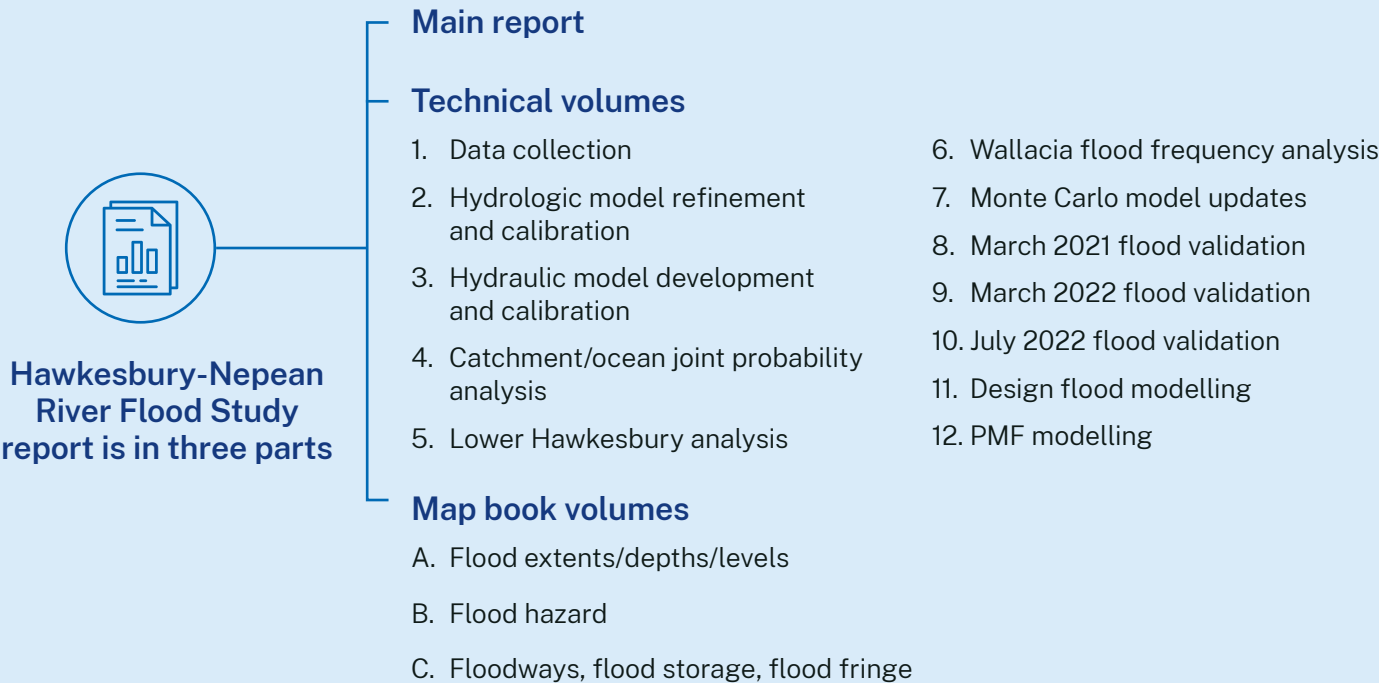 Hawkesbury-Nepean
River Flood Study
report is in three parts
Main report
Technical volumes
1. Data collection
2. Hydrologic model refinement
and calibration
3. Hydraulic model development
and calibration
4. Catchment/ocean joint probability
analysis
5. Lower Hawkesbury analysis
6. Wallacia flood frequency analysis
7. Monte Carlo model updates
8. March 2021 flood validation
9. March 2022 flood validation
10. July 2022 flood validation
11. Design flood modelling
12. PMF modelling
Map book volumes
A. Flood extents/depths/levels
B. Flood hazard
C. Floodways, flood storage, flood fringe